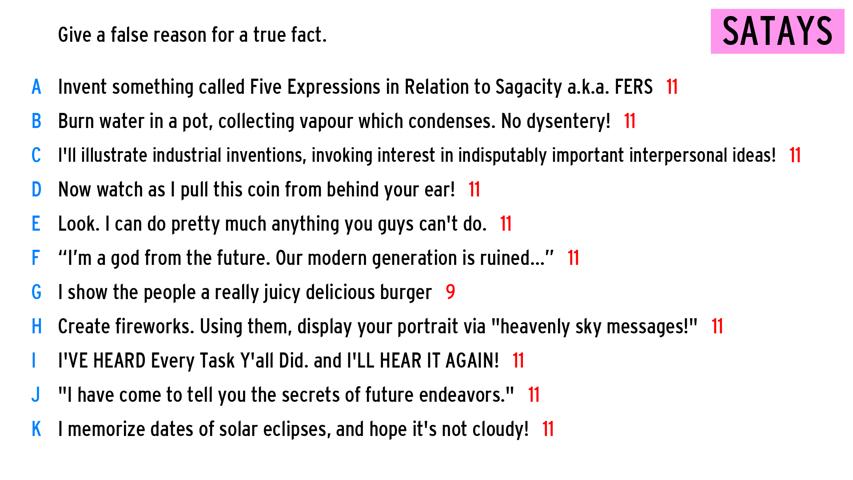 Give a false reason for a true fact.
SATAYS
A Invent something called Five Expressions in Relation to Sagacity a.k.a. FERS 11
B Burn water in a pot, collecting vapour which condenses. No dysentery! 11
C I'll illustrate industrial inventions, invoking interest in indisputably important interpersonal ideas! 11
D Now watch as I pull this coin from behind your ear! 11
E Look. I can do pretty much anything you guys can't do. 11
F “I’m a god from the future. Our modern generation is ruined...” 11
G I show the people a really juicy delicious burger 9
H Create fireworks. Using them, display your portrait via "heavenly sky messages!" 11
I I'VE HEARD Every Task Y'all Did. and I'LL HEAR IT AGAIN! 11
J "I have come to tell you the secrets of future endeavors." 11
K I memorize dates of solar eclipses, and hope it's not cloudy! 11